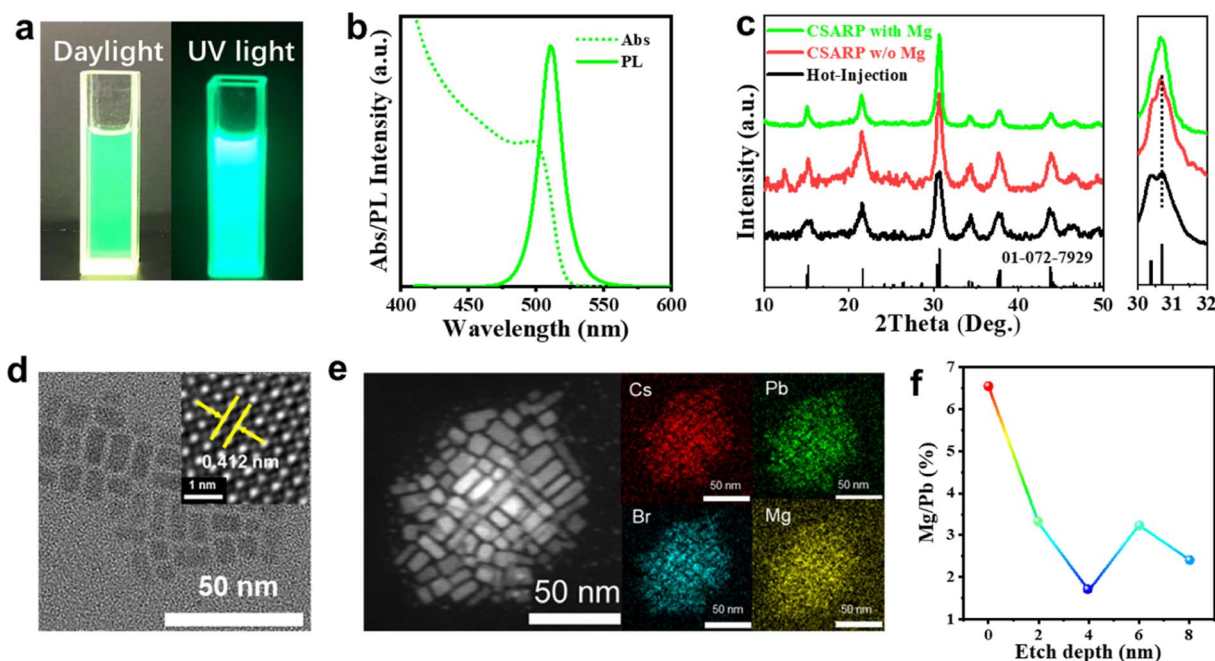 a
Daylight
UV light
b
Abs
PL
Abs/PL Intensity (a.u.)
400 450 500 550 600
Wavelength (nm)
c
CSARP with Mg
CSARP w/o Mg
Hot-Injection
Intensity (a.u.)
01-072-7929
10 20 30 40 50
30 31 32
2Theta (Deg.)
d
0.412 nm
1 nm
50 nm
e
50 nm
Cs
50 nm
Pb
50 nm
Br
50 nm
Mg
50 nm
f
7
6
5
4
3
2
1
Mg/Pb (%)
0 2 4 6 8
Etch depth (nm)